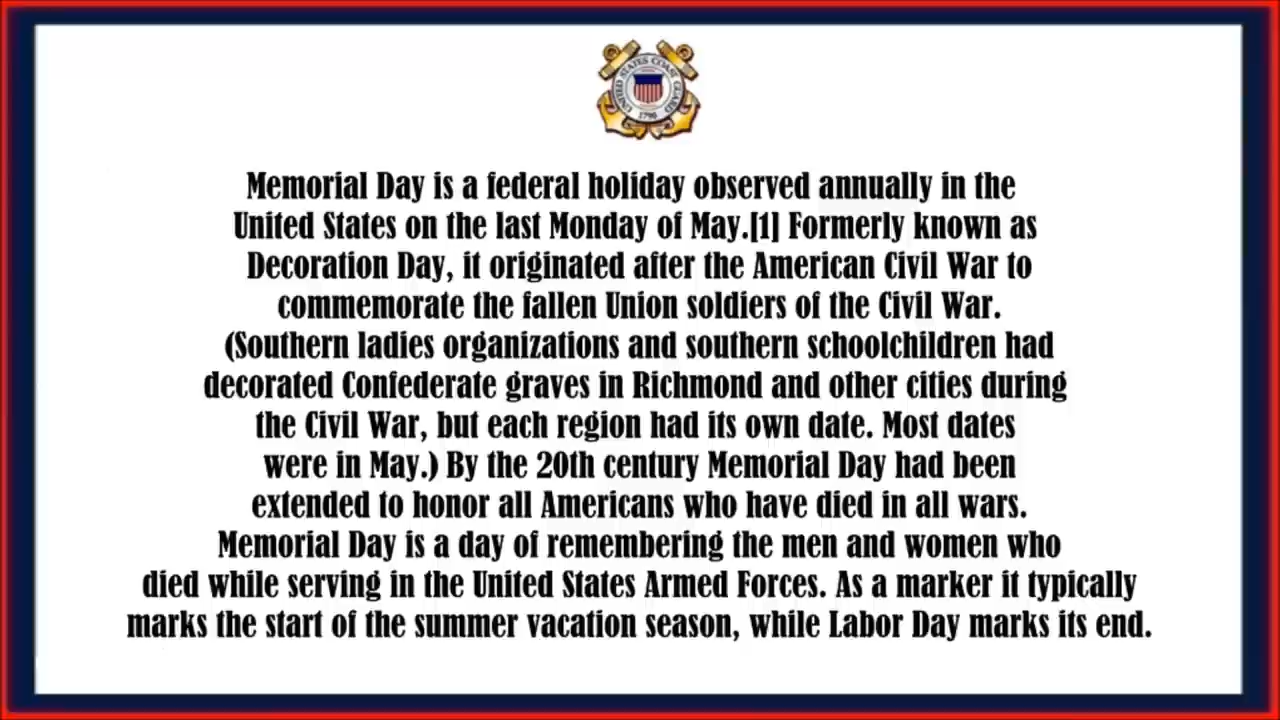 UNITED STATES COAST GUARD
1790
Memorial Day is a federal holiday observed annually in the
United States on the last Monday of May.[1] Formerly known as
Decoration Day, it originated after the American Civil War to
commemorate the fallen Union soldiers of the Civil War.
(Southern ladies organizations and southern schoolchildren had
decorated Confederate graves in Richmond and other cities during
the Civil War, but each region had its own date. Most dates
were in May.) By the 20th century Memorial Day had been
extended to honor all Americans who have died in all wars.
Memorial Day is a day of remembering the men and women who
died while serving in the United States Armed Forces. As a marker it typically
marks the start of the summer vacation season, while Labor Day marks its end.